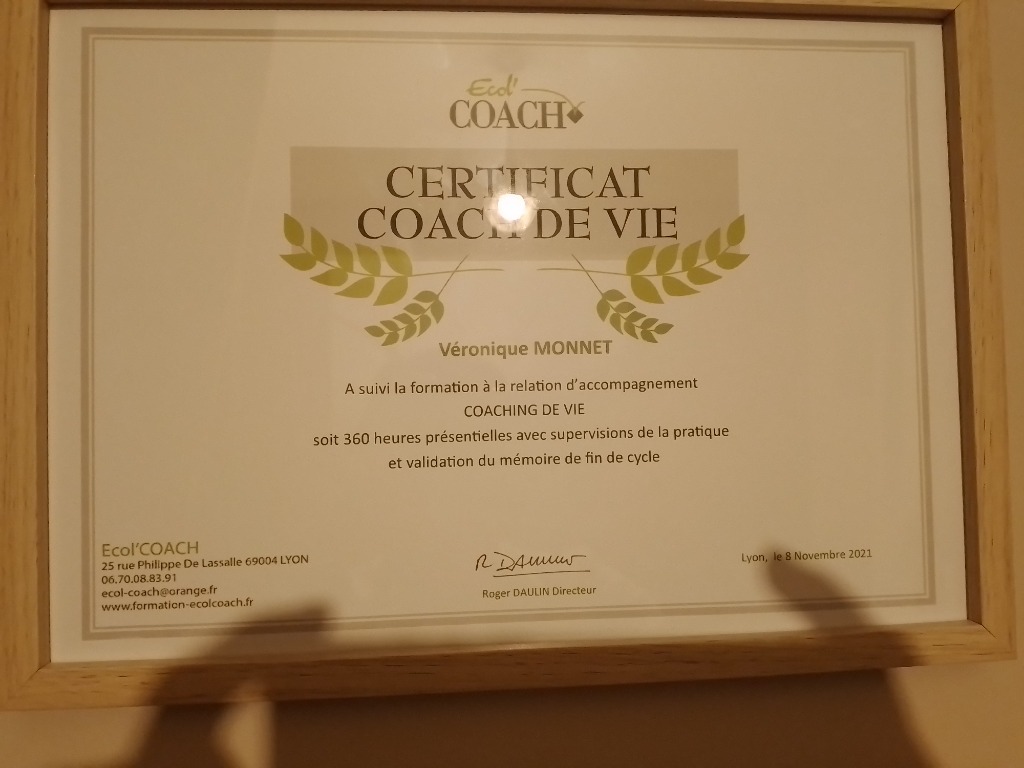 Ecol'
COACH
CERTIFICAT
COACH DE VIE
Véronique MONNET
A suivi la formation à la relation d'accompagnement
COACHING DE VIE
soit 360 heures présentielles avec supervisions de la pratique
et validation du mémoire de fin de cycle
Ecol'COACH
25 rue Philippe De Lassalle 69004 LYON
06.70.08.83.91
ecol-coach@orange.fr
www.formation-ecolcoach.fr
R DAULIN
Roger DAULIN Directeur
Lyon, le 8 Novembre 2021